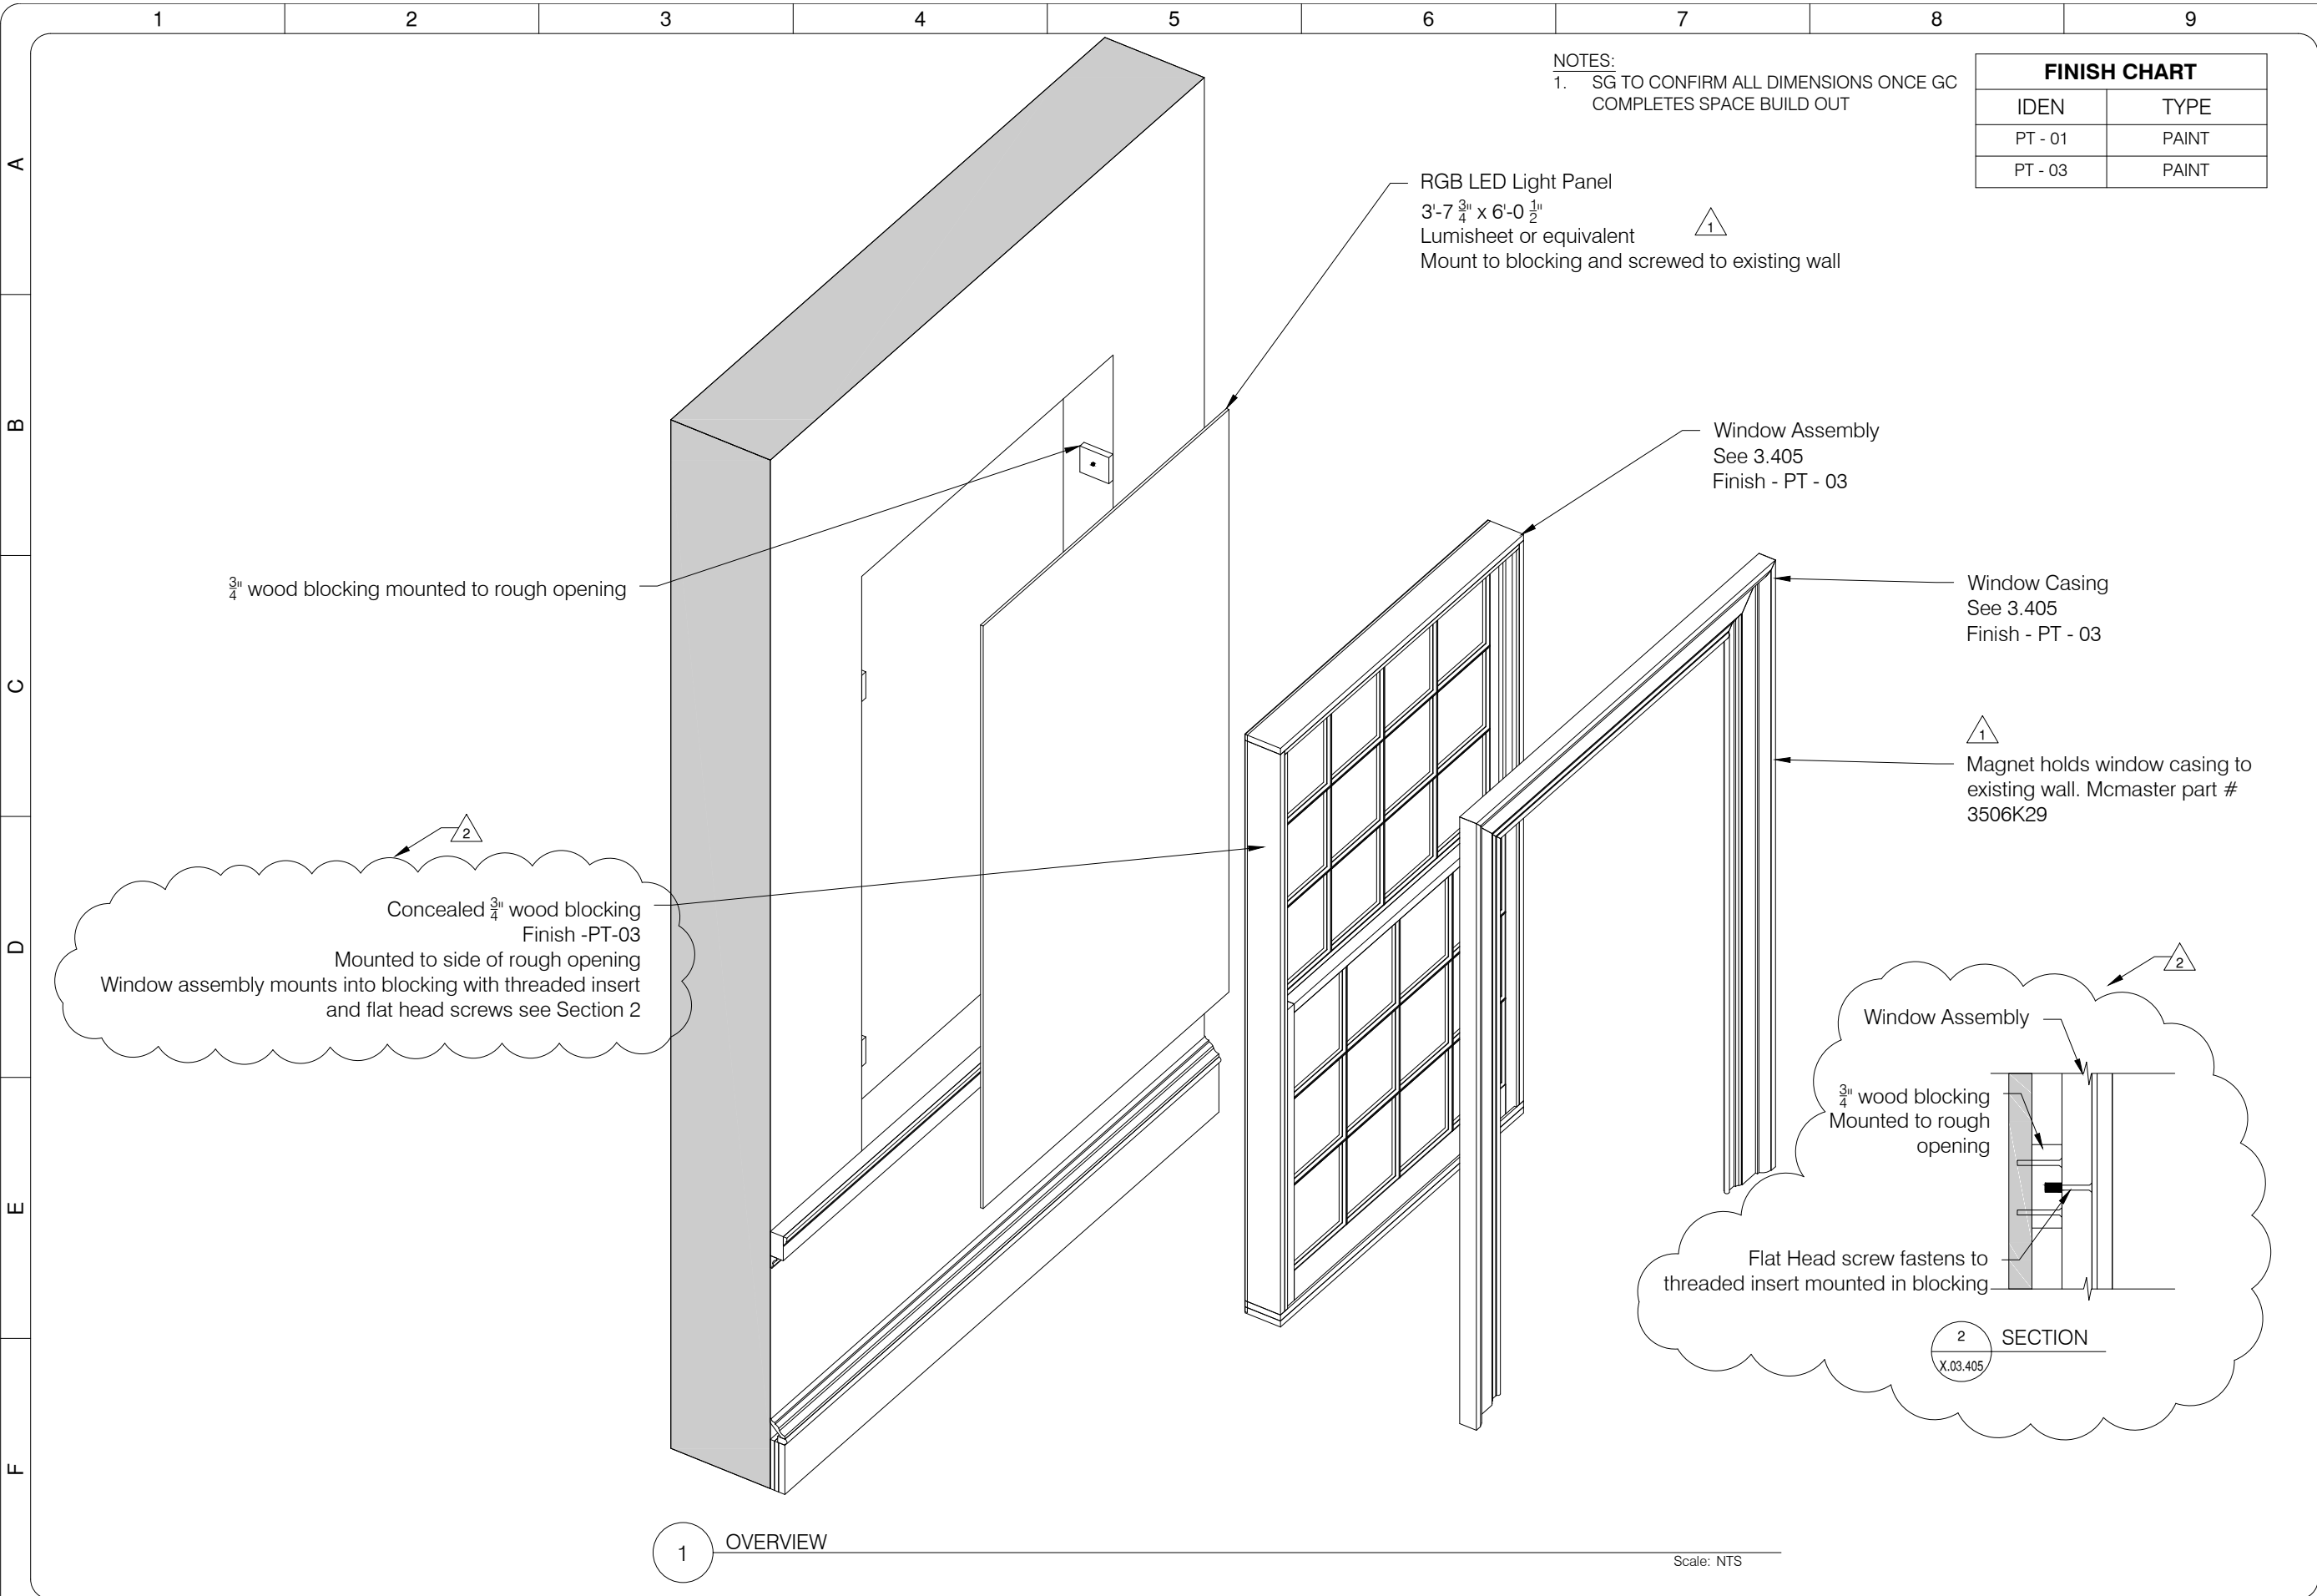 1 2 3 4 5 6 7 8 9
A
B
C
D
E
F
NOTES:
1. SG TO CONFIRM ALL DIMENSIONS ONCE GC
COMPLETES SPACE BUILD OUT
FINISH CHART
IDEN TYPE
PT - 01 PAINT
PT - 03 PAINT
RGB LED Light Panel
3'-7 3/4" x 6'-0 1/2"
Lumisheet or equivalent
Mount to blocking and screwed to existing wall
1
Window Assembly
See 3.405
Finish - PT - 03
3/4" wood blocking mounted to rough opening
Window Casing
See 3.405
Finish - PT - 03
1
Magnet holds window casing to
existing wall. Mcmaster part #
3506K29
2
Concealed 3/4" wood blocking
Finish -PT-03
Mounted to side of rough opening
Window assembly mounts into blocking with threaded insert
and flat head screws see Section 2
2
Window Assembly
3/4" wood blocking
Mounted to rough
opening
Flat Head screw fastens to
threaded insert mounted in blocking
2 SECTION
X.03.405
1 OVERVIEW
Scale: NTS